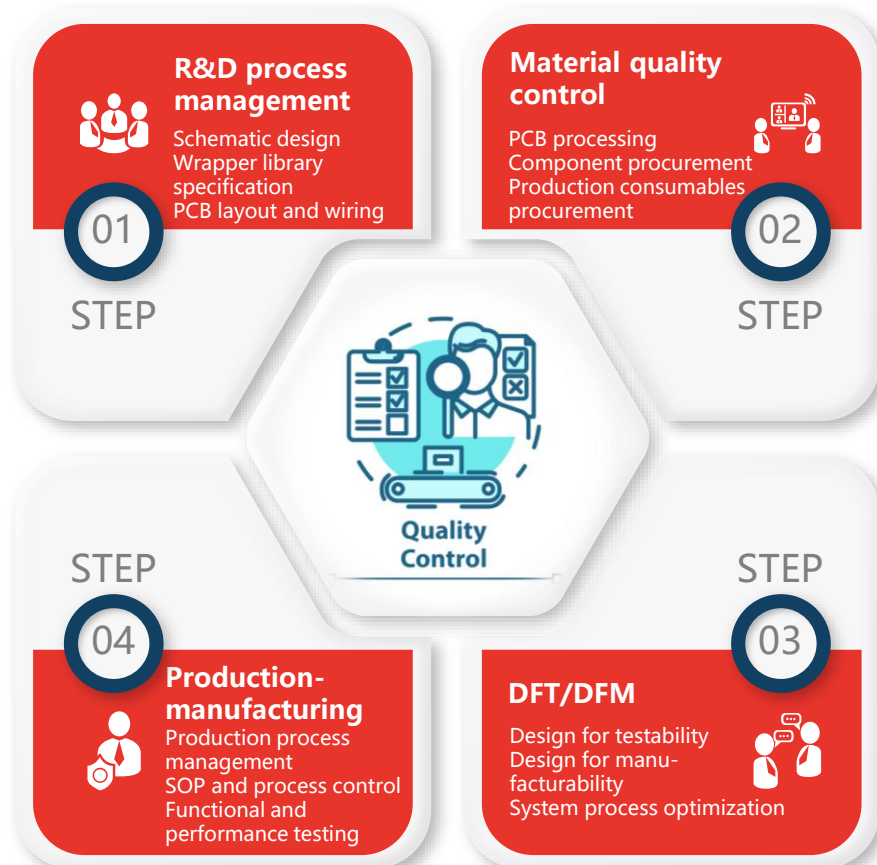 R&D process
management
Schematic design
Wrapper library
specification
PCB layout and wiring
01
STEP
Material quality
control
PCB processing
Component procurement
Production consumables
procurement
02
STEP
Quality
Control
STEP
03
DFT/DFM
Design for testability
Design for manu-
facturability
System process optimization
STEP
04
Production-
manufacturing
Production process
management
SOP and process control
Functional and
performance testing